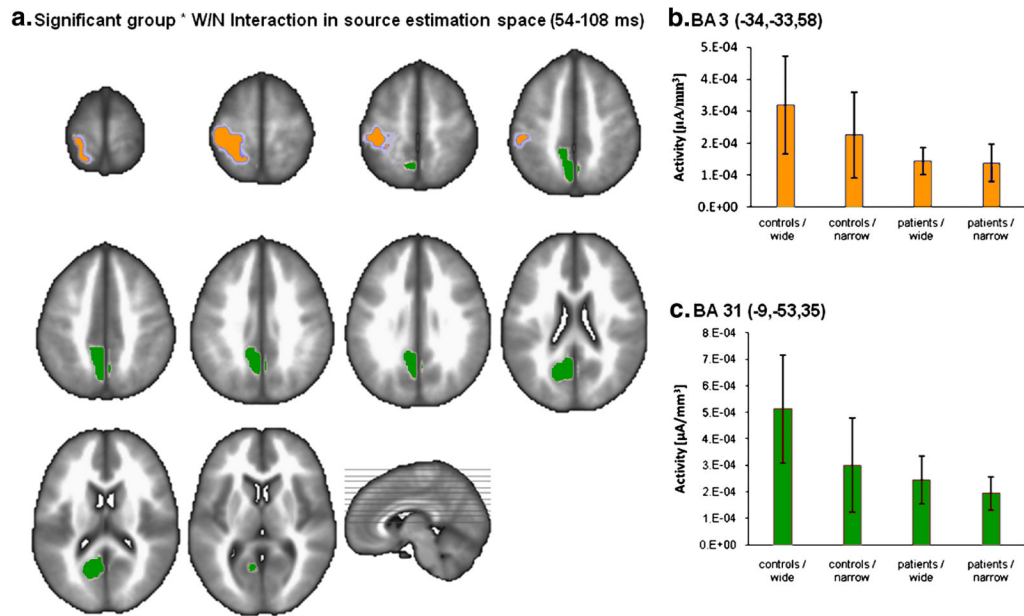 a. Significant group * W/N Interaction in source estimation space (54-108 ms)
b. BA 3 (-34,-33,58)
Activity [µA/mm³]
5.E-04
4.E-04
3.E-04
2.E-04
1.E-04
0.E+00
controls / wide
controls / narrow
patients / wide
patients / narrow
c. BA 31 (-9,-53,35)
Activity [µA/mm³]
8.E-04
7.E-04
6.E-04
5.E-04
4.E-04
3.E-04
2.E-04
1.E-04
0.E+00
controls / wide
controls / narrow
patients / wide
patients / narrow